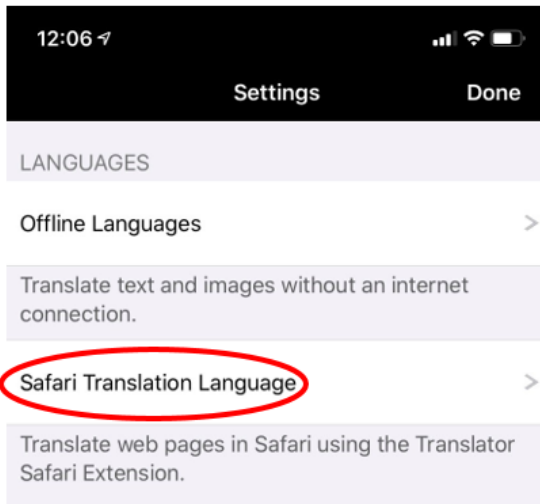 12:06
Settings
Done
LANGUAGES
Offline Languages
Translate text and images without an internet
connection.
Safari Translation Language
Translate web pages in Safari using the Translator
Safari Extension.